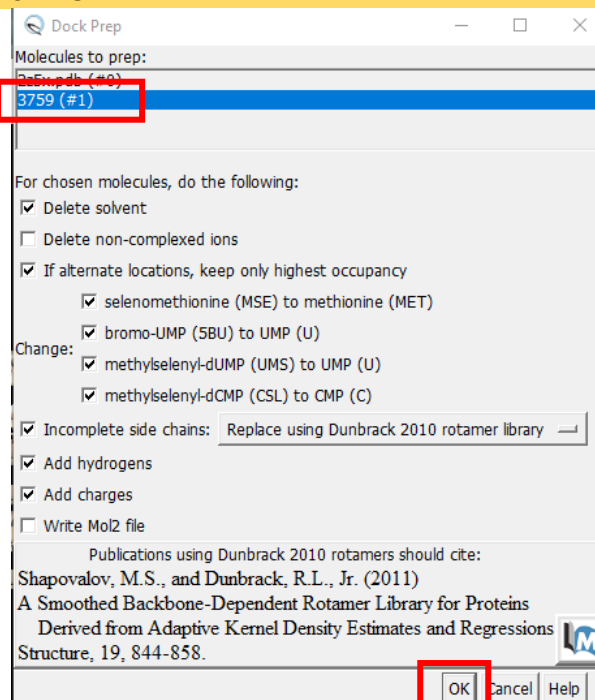 Dock Prep
Molecules to prep:
2z5x.pdb (#0)
3759 (#1)
For chosen molecules, do the following:
Delete solvent
Delete non-complexed ions
If alternate locations, keep only highest occupancy
selenomethionine (MSE) to methionine (MET)
bromo-UMP (5BU) to UMP (U)
Change:
methylselenyl-dUMP (UMS) to UMP (U)
methylselenyl-dCMP (CSL) to CMP (C)
Incomplete side chains: Replace using Dunbrack 2010 rotamer library
Add hydrogens
Add charges
Write Mol2 file
Publications using Dunbrack 2010 rotamers should cite:
Shapovalov, M.S., and Dunbrack, R.L., Jr. (2011)
A Smoothed Backbone-Dependent Rotamer Library for Proteins
Derived from Adaptive Kernel Density Estimates and Regressions
Structure, 19, 844-858.
OK Cancel Help